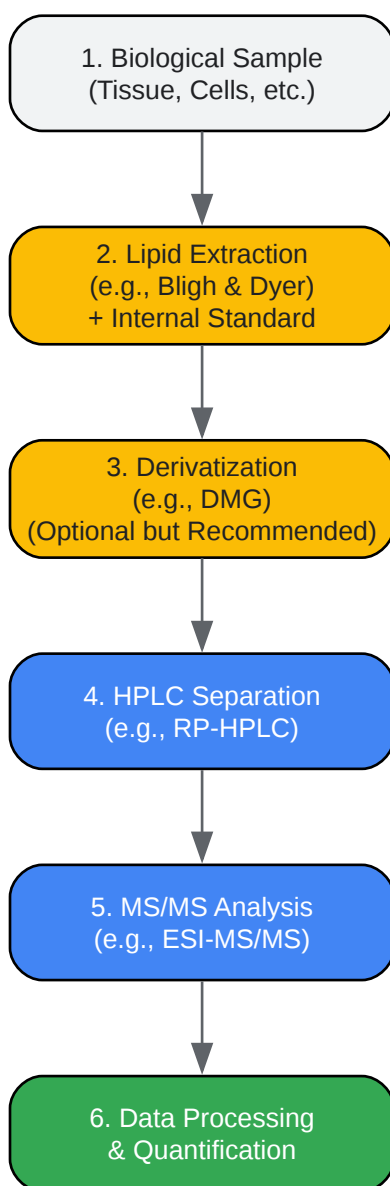 1. Biological Sample
(Tissue, Cells, etc.)
2. Lipid Extraction
(e.g., Bligh & Dyer)
+ Internal Standard
3. Derivatization
(e.g., DMG)
(Optional but Recommended)
4. HPLC Separation
(e.g., RP-HPLC)
5. MS/MS Analysis
(e.g., ESI-MS/MS)
6. Data Processing
& Quantification